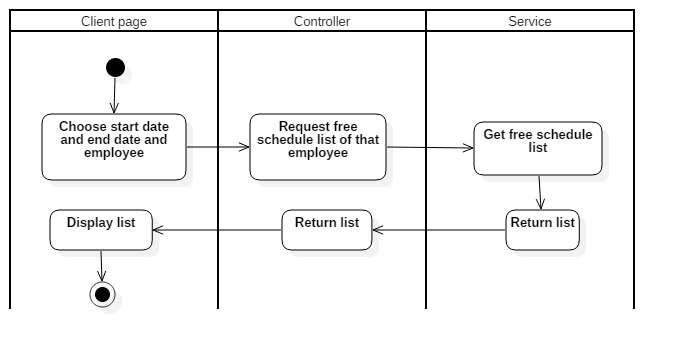 Client page
Controller
Service
Choose start date
and end date and
employee
Request free
schedule list of that
employee
Get free schedule
list
Display list
Return list
Return list